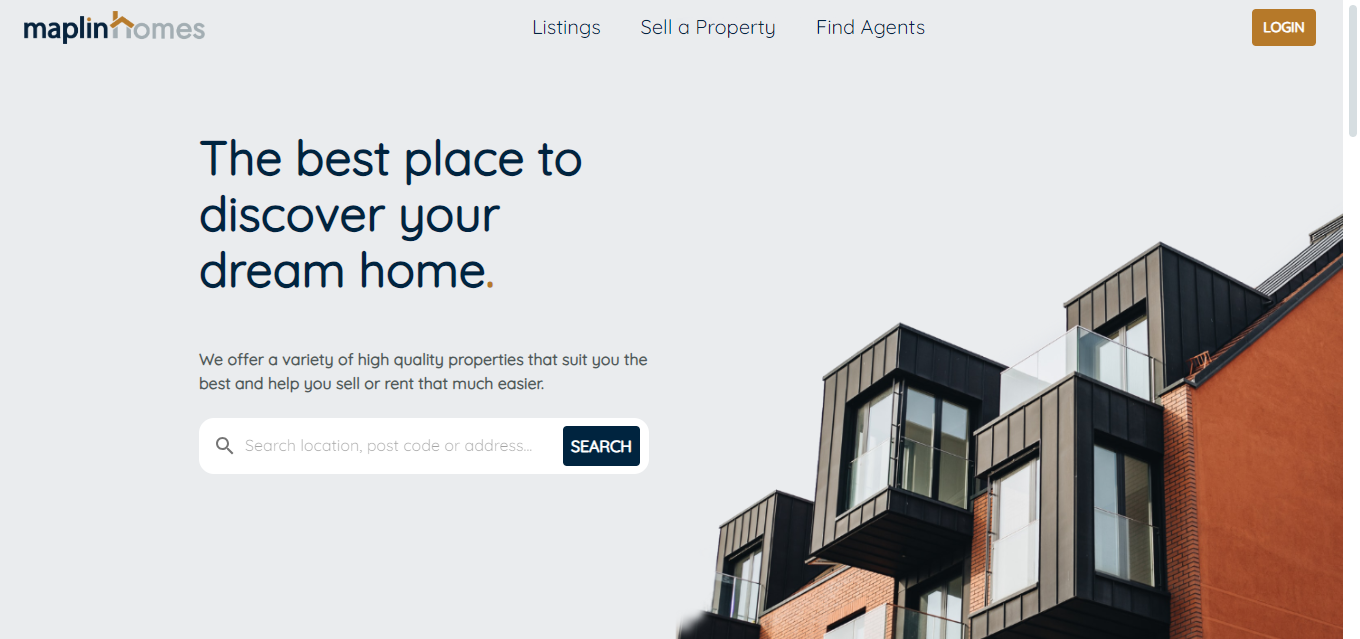 maplinhomes
Listings
Sell a Property
Find Agents
LOGIN
The best place to
discover your
dream home.
We offer a variety of high quality properties that suit you the
best and help you sell or rent that much easier.
Search location, post code or address...
SEARCH